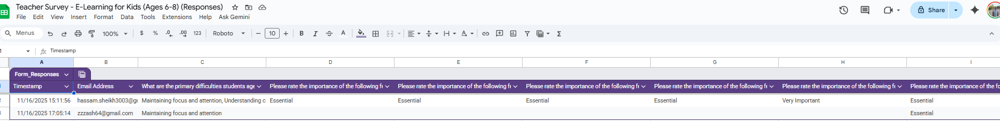 Teacher Survey - E-Learning for Kids (Ages 6-8) (Responses)
File Edit View Insert Format Data Tools Extensions Help Ask Gemini
Share
Menus 100% $ % .0 .00 123 Roboto 10 B I A A Σ
fx Timestamp
A B C D E F G H I
Form_Responses
Timestamp Email Address What are the primary difficulties students age Please rate the importance of the following fe Please rate the importance of the following fe Please rate the importance of the following fe Please rate the importance of the following fe Please rate the importance of the following fe Please rate the importance of the fo
11/16/2025 15:11:56 hassam.sheikh3003@gr Maintaining focus and attention, Understanding c Essential Essential Essential Essential Very Important Essential
11/16/2025 17:05:14 zzzash64@gmail.com Maintaining focus and attention Essential